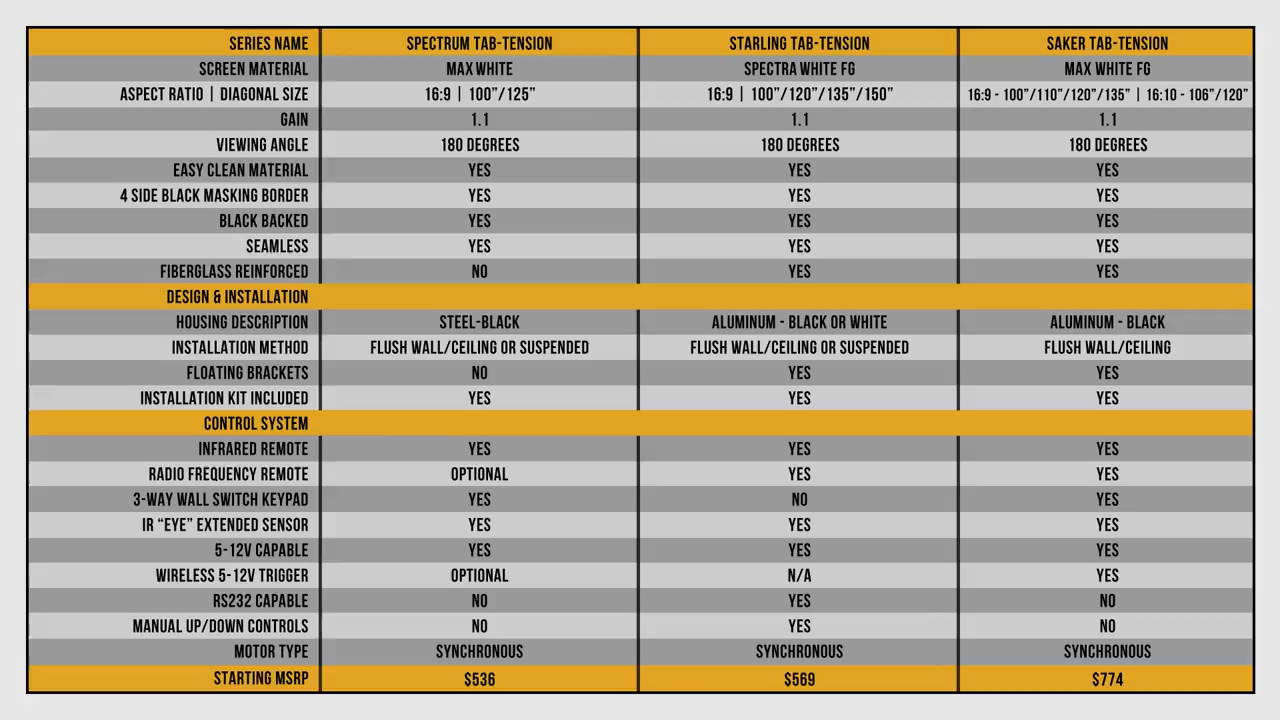 SERIES NAME SPECTRUM TAB-TENSION STARLING TAB-TENSION SAKER TAB-TENSION
SCREEN MATERIAL MAX WHITE SPECTRA WHITE FG MAX WHITE FG
ASPECT RATIO | DIAGONAL SIZE 16:9 | 100”/125” 16:9 | 100”/120”/135”/150” 16:9 - 100”/110”/120”/135” | 16:10 - 106”/120”
GAIN 1.1 1.1 1.1
VIEWING ANGLE 180 DEGREES 180 DEGREES 180 DEGREES
EASY CLEAN MATERIAL YES YES YES
4 SIDE BLACK MASKING BORDER YES YES YES
BLACK BACKED YES YES YES
SEAMLESS YES YES YES
FIBERGLASS REINFORCED NO YES YES
DESIGN & INSTALLATION
HOUSING DESCRIPTION STEEL-BLACK ALUMINUM - BLACK OR WHITE ALUMINUM - BLACK
INSTALLATION METHOD FLUSH WALL/CEILING OR SUSPENDED FLUSH WALL/CEILING OR SUSPENDED FLUSH WALL/CEILING
FLOATING BRACKETS NO YES YES
INSTALLATION KIT INCLUDED YES YES YES
CONTROL SYSTEM
INFRARED REMOTE YES YES YES
RADIO FREQUENCY REMOTE OPTIONAL YES YES
3-WAY WALL SWITCH KEYPAD YES NO YES
IR “EYE” EXTENDED SENSOR YES YES YES
5-12V CAPABLE YES YES YES
WIRELESS 5-12V TRIGGER OPTIONAL N/A YES
RS232 CAPABLE NO YES NO
MANUAL UP/DOWN CONTROLS NO YES NO
MOTOR TYPE SYNCHRONOUS SYNCHRONOUS SYNCHRONOUS
STARTING MSRP $536 $569 $774